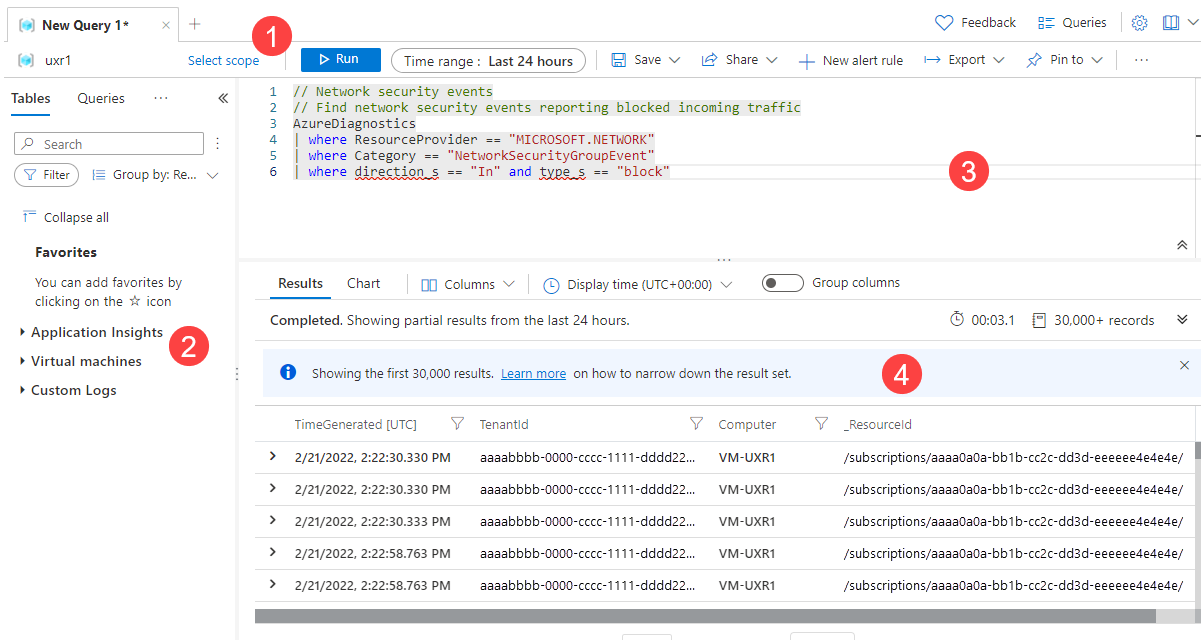 New Query 1*
Feedback
Queries
1
uxr1
Select scope
Run
Time range : Last 24 hours
Save
Share
New alert rule
Export
Pin to
Tables
Queries
Search
Filter
Group by: Re...
Collapse all
Favorites
You can add favorites by
clicking on the ☆ icon
Application Insights
Virtual machines
Custom Logs
2
1 // Network security events
2 // Find network security events reporting blocked incoming traffic
3 AzureDiagnostics
4 | where ResourceProvider == "MICROSOFT.NETWORK"
5 | where Category == "NetworkSecurityGroupEvent"
6 | where direction_s == "In" and type_s == "block"
3
Results
Chart
Columns
Display time (UTC+00:00)
Group columns
Completed. Showing partial results from the last 24 hours.
00:03.1
30,000+ records
Showing the first 30,000 results. Learn more on how to narrow down the result set.
4
TimeGenerated [UTC] TenantId Computer _ResourceId
2/21/2022, 2:22:30.330 PM aaaabbbb-0000-cccc-1111-dddd22... VM-UXR1 /subscriptions/aaaa0a0a-bb1b-cc2c-dd3d-eeeeee4e4e4e/
2/21/2022, 2:22:30.330 PM aaaabbbb-0000-cccc-1111-dddd22... VM-UXR1 /subscriptions/aaaa0a0a-bb1b-cc2c-dd3d-eeeeee4e4e4e/
2/21/2022, 2:22:30.333 PM aaaabbbb-0000-cccc-1111-dddd22... VM-UXR1 /subscriptions/aaaa0a0a-bb1b-cc2c-dd3d-eeeeee4e4e4e/
2/21/2022, 2:22:58.763 PM aaaabbbb-0000-cccc-1111-dddd22... VM-UXR1 /subscriptions/aaaa0a0a-bb1b-cc2c-dd3d-eeeeee4e4e4e/
2/21/2022, 2:22:58.763 PM aaaabbbb-0000-cccc-1111-dddd22... VM-UXR1 /subscriptions/aaaa0a0a-bb1b-cc2c-dd3d-eeeeee4e4e4e/